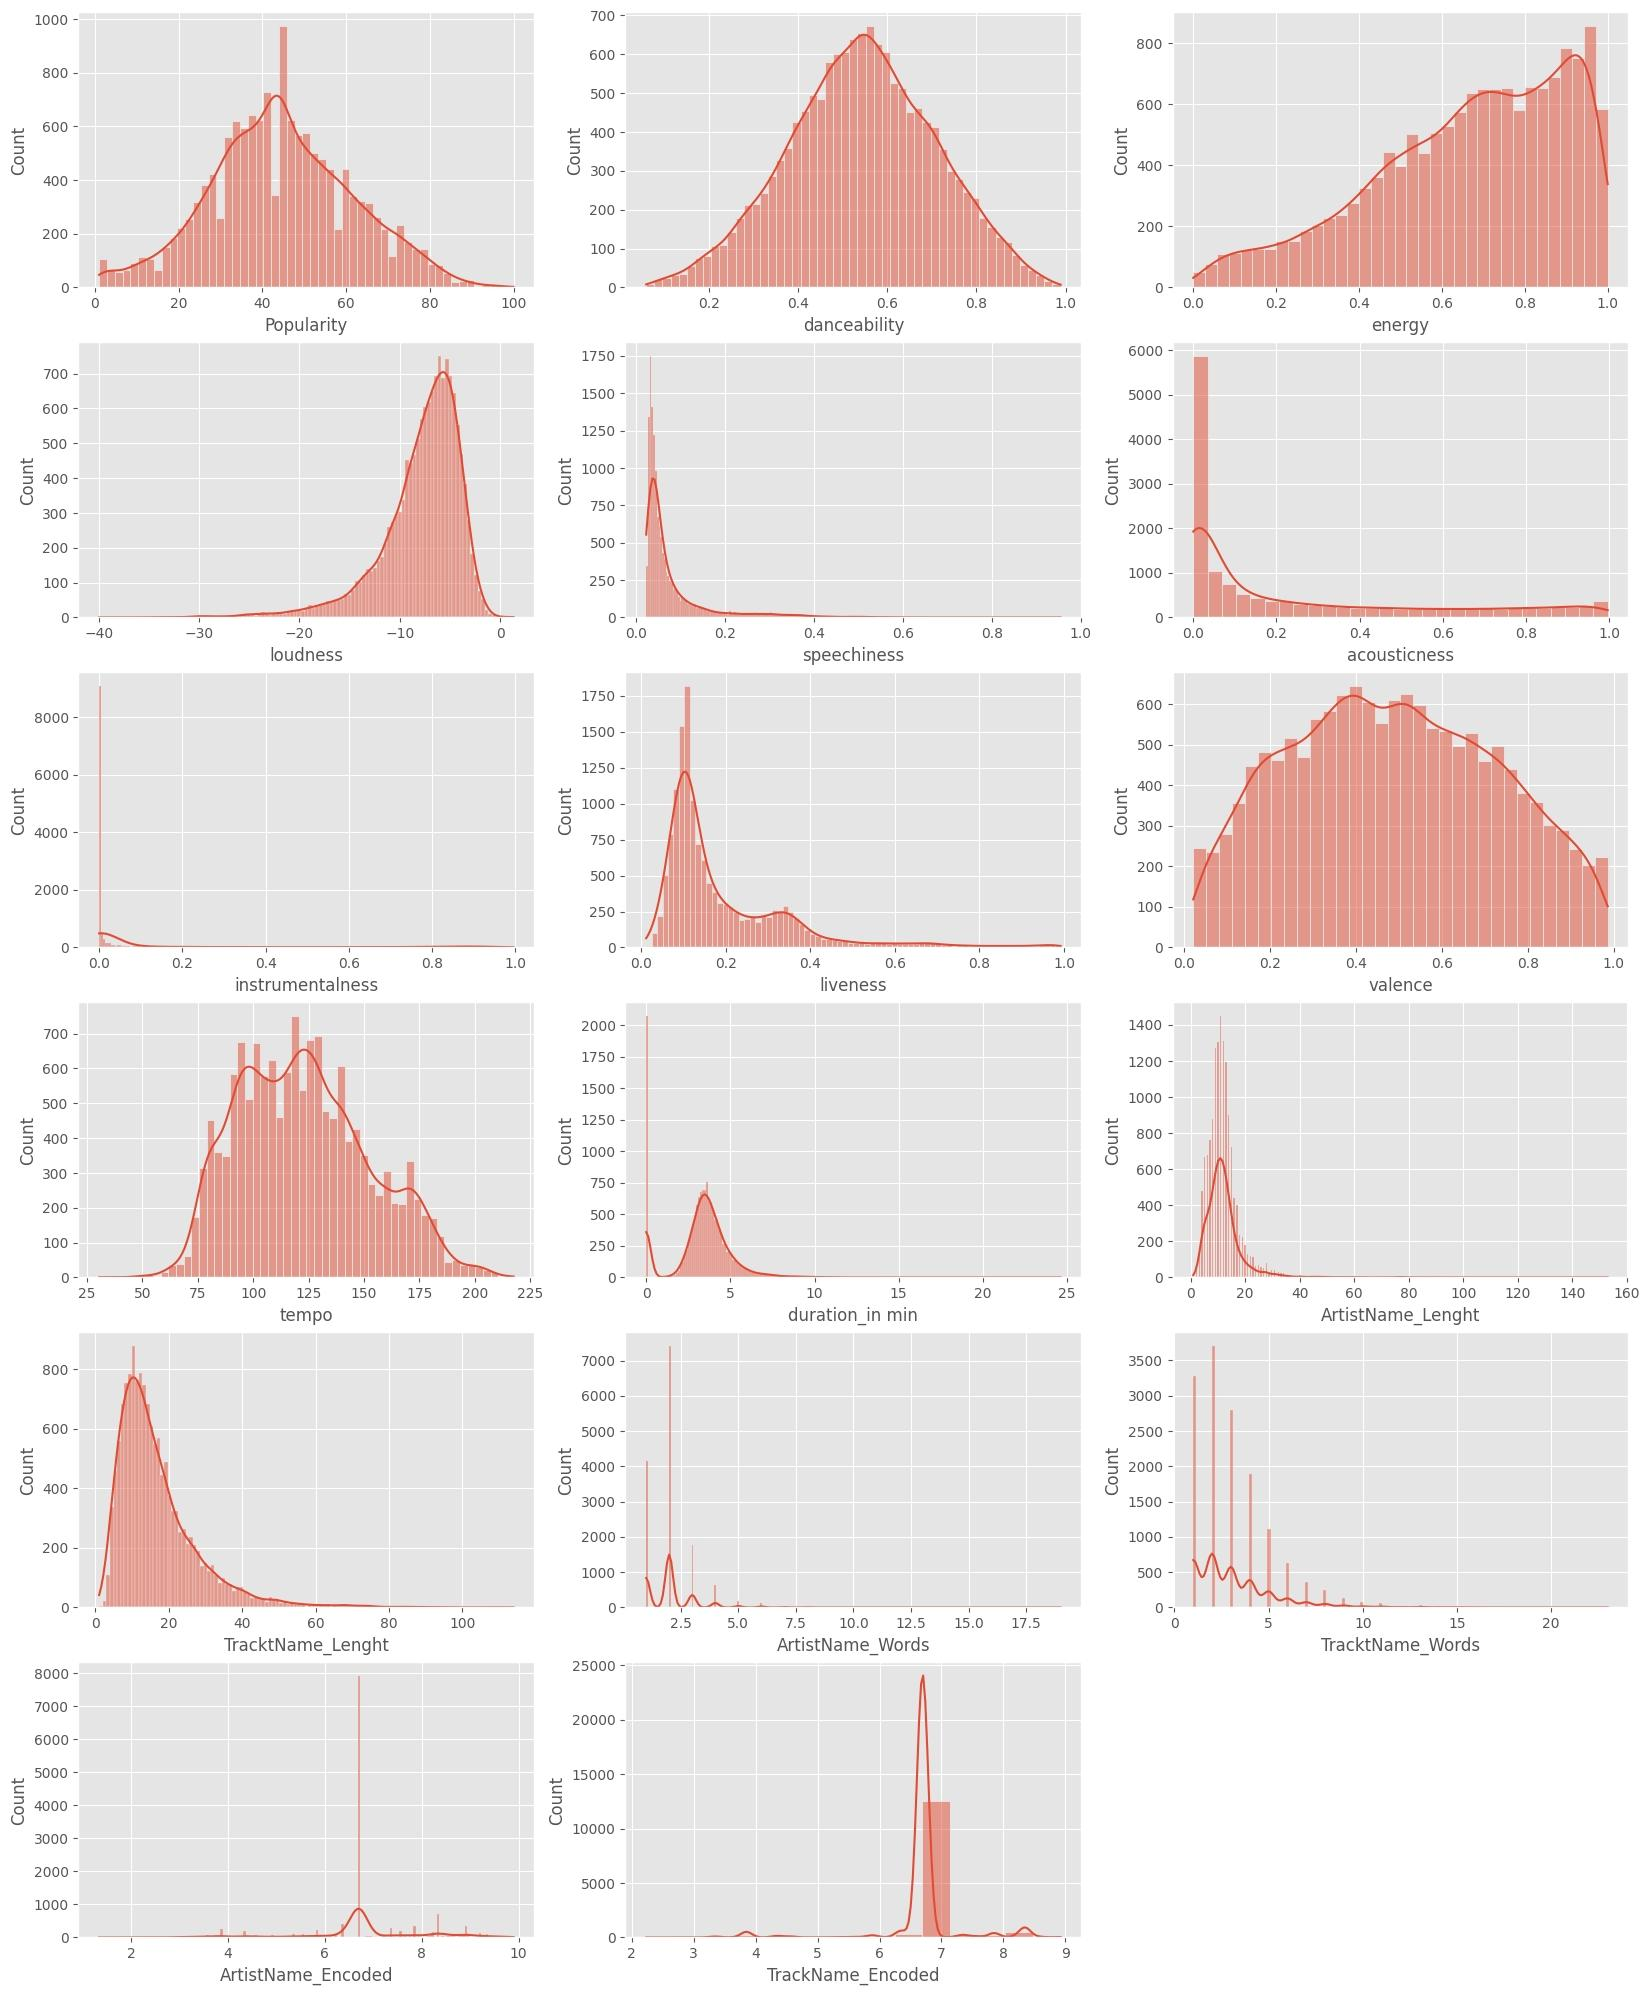 1000
800
600
400
200
0
Count
0 20 40 60 80 100
Popularity
700
600
500
400
300
200
100
0
Count
0.2 0.4 0.6 0.8 1.0
danceability
800
600
400
200
0
Count
0.0 0.2 0.4 0.6 0.8 1.0
energy
700
600
500
400
300
200
100
0
Count
−40 −30 −20 −10 0
loudness
1750
1500
1250
1000
750
500
250
0
Count
0.0 0.2 0.4 0.6 0.8 1.0
speechiness
6000
5000
4000
3000
2000
1000
0
Count
0.0 0.2 0.4 0.6 0.8 1.0
acousticness
8000
6000
4000
2000
0
Count
0.0 0.2 0.4 0.6 0.8 1.0
instrumentalness
1750
1500
1250
1000
750
500
250
0
Count
0.0 0.2 0.4 0.6 0.8 1.0
liveness
600
500
400
300
200
100
0
Count
0.0 0.2 0.4 0.6 0.8 1.0
valence
700
600
500
400
300
200
100
0
Count
25 50 75 100 125 150 175 200 225
tempo
2000
1750
1500
1250
1000
750
500
250
0
Count
0 5 10 15 20 25
duration_in min
1400
1200
1000
800
600
400
200
0
Count
0 20 40 60 80 100 120 140 160
ArtistName_Lenght
800
600
400
200
0
Count
0 20 40 60 80 100
TracktName_Lenght
7000
6000
5000
4000
3000
2000
1000
0
Count
2.5 5.0 7.5 10.0 12.5 15.0 17.5
ArtistName_Words
3500
3000
2500
2000
1500
1000
500
0
Count
0 5 10 15 20
TracktName_Words
8000
7000
6000
5000
4000
3000
2000
1000
0
Count
2 4 6 8 10
ArtistName_Encoded
25000
20000
15000
10000
5000
0
Count
2 3 4 5 6 7 8 9
TrackName_Encoded